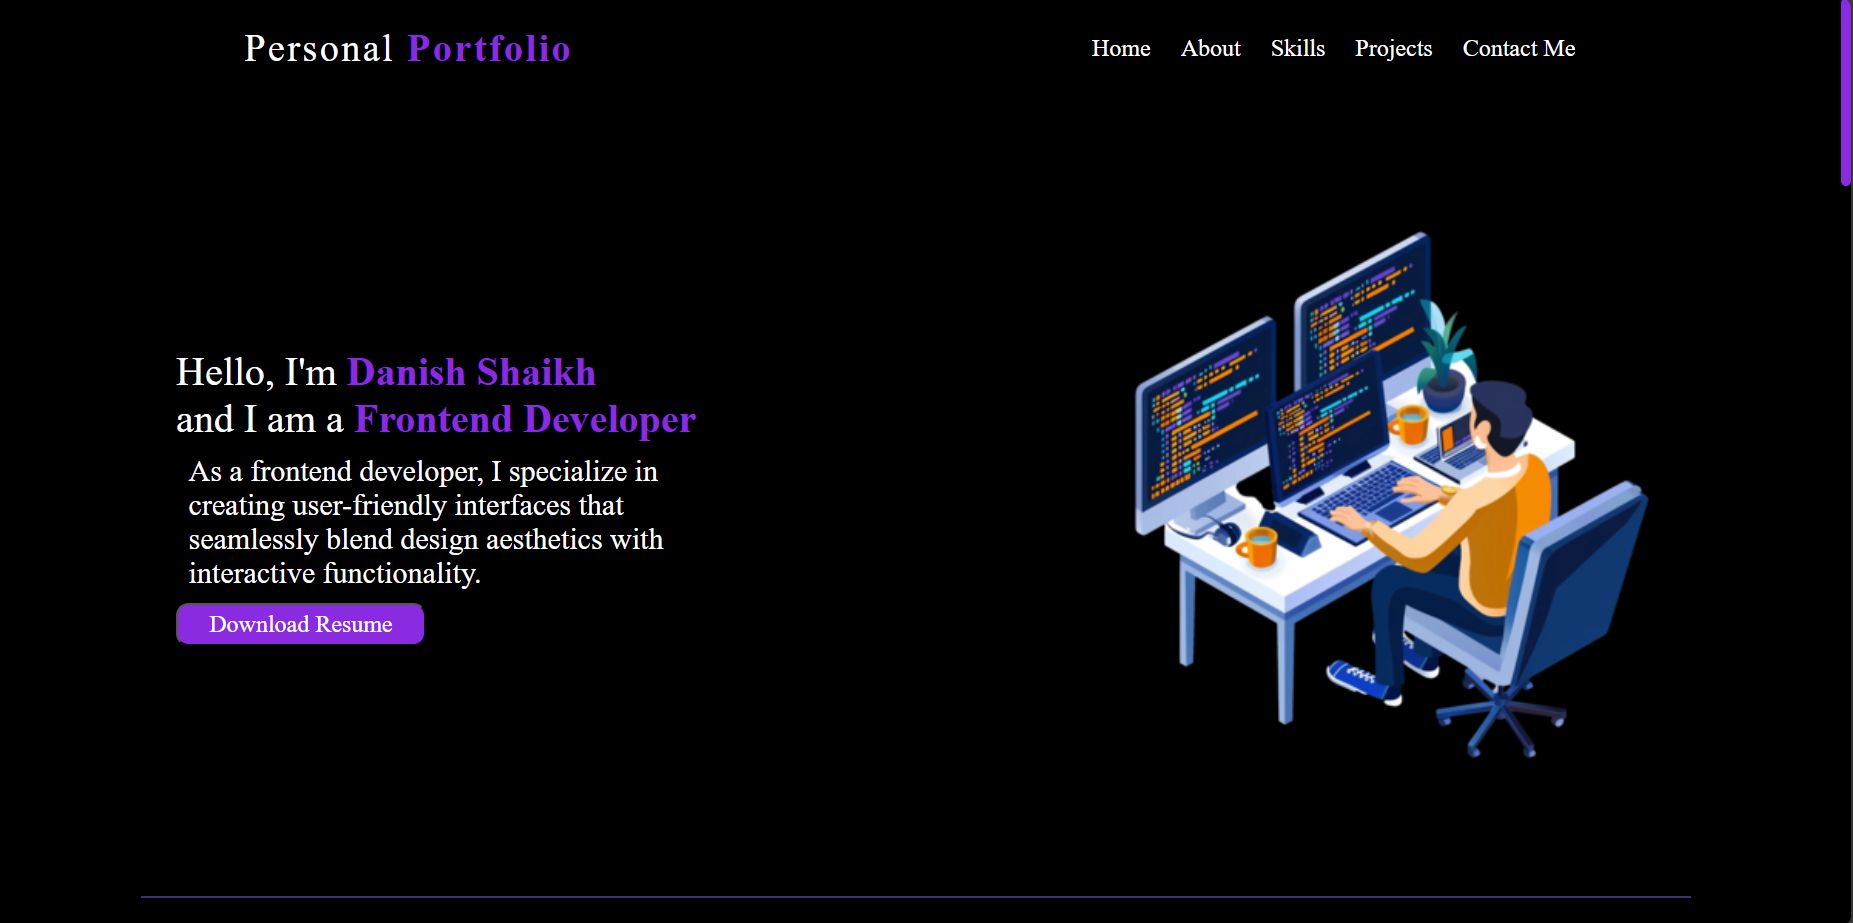 Personal Portfolio
Home About Skills Projects Contact Me
Hello, I'm Danish Shaikh
and I am a Frontend Developer
As a frontend developer, I specialize in
creating user-friendly interfaces that
seamlessly blend design aesthetics with
interactive functionality.
Download Resume